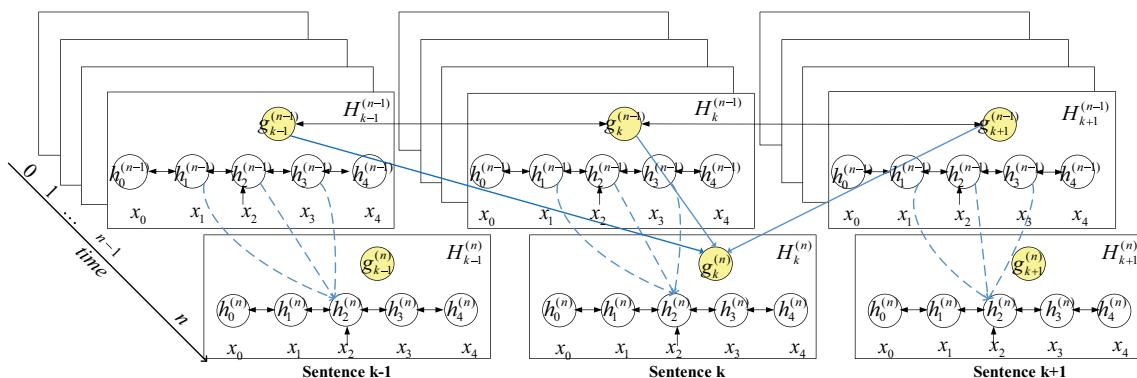 g_{k-1}^{(n-1)} H_{k-1}^{(n-1)} g_k^{(n-1)} H_k^{(n-1)} g_{k+1}^{(n-1)} H_{k+1}^{(n-1)}
h_0^{(n-1)} h_1^{(n-1)} h_2^{(n-1)} h_3^{(n-1)} h_4^{(n-1)} h_0^{(n-1)} h_1^{(n-1)} h_2^{(n-1)} h_3^{(n-1)} h_4^{(n-1)} h_0^{(n-1)} h_1^{(n-1)} h_2^{(n-1)} h_3^{(n-1)} h_4^{(n-1)}
x_0 x_1 x_2 x_3 x_4 x_0 x_1 x_2 x_3 x_4 x_0 x_1 x_2 x_3 x_4
0 1 ... n-1 n
time
g_{k-1}^{(n)} H_{k-1}^{(n)} g_k^{(n)} H_k^{(n)} g_{k+1}^{(n)} H_{k+1}^{(n)}
h_0^{(n)} h_1^{(n)} h_2^{(n)} h_3^{(n)} h_4^{(n)} h_0^{(n)} h_1^{(n)} h_2^{(n)} h_3^{(n)} h_4^{(n)} h_0^{(n)} h_1^{(n)} h_2^{(n)} h_3^{(n)} h_4^{(n)}
x_0 x_1 x_2 x_3 x_4 x_0 x_1 x_2 x_3 x_4 x_0 x_1 x_2 x_3 x_4
Sentence k-1 Sentence k Sentence k+1